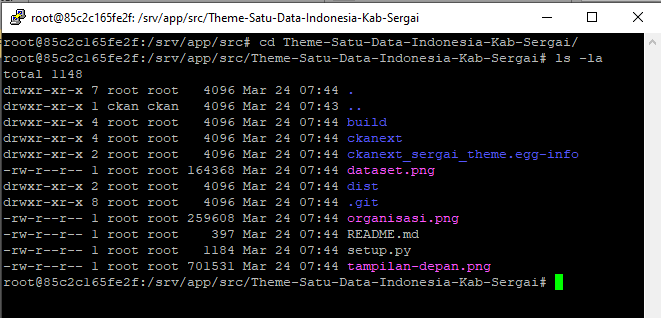 root@85c2c165fe2f: /srv/app/src/Theme-Satu-Data-Indonesia-Kab-Sergai
root@85c2c165fe2f:/srv/app/src# cd Theme-Satu-Data-Indonesia-Kab-Sergai/
root@85c2c165fe2f:/srv/app/src/Theme-Satu-Data-Indonesia-Kab-Sergai# ls -la
total 1148
drwxr-xr-x 7 root root   4096 Mar 24 07:44 .
drwxr-xr-x 1 ckan ckan   4096 Mar 24 07:43 ..
drwxr-xr-x 4 root root   4096 Mar 24 07:44 build
drwxr-xr-x 4 root root   4096 Mar 24 07:44 ckanext
drwxr-xr-x 2 root root   4096 Mar 24 07:44 ckanext_sergai_theme.egg-info
-rw-r--r-- 1 root root 164368 Mar 24 07:44 dataset.png
drwxr-xr-x 2 root root   4096 Mar 24 07:44 dist
drwxr-xr-x 8 root root   4096 Mar 24 07:44 .git
-rw-r--r-- 1 root root 259608 Mar 24 07:44 organisasi.png
-rw-r--r-- 1 root root    397 Mar 24 07:44 README.md
-rw-r--r-- 1 root root   1184 Mar 24 07:44 setup.py
-rw-r--r-- 1 root root 701531 Mar 24 07:44 tampilan-depan.png
root@85c2c165fe2f:/srv/app/src/Theme-Satu-Data-Indonesia-Kab-Sergai#